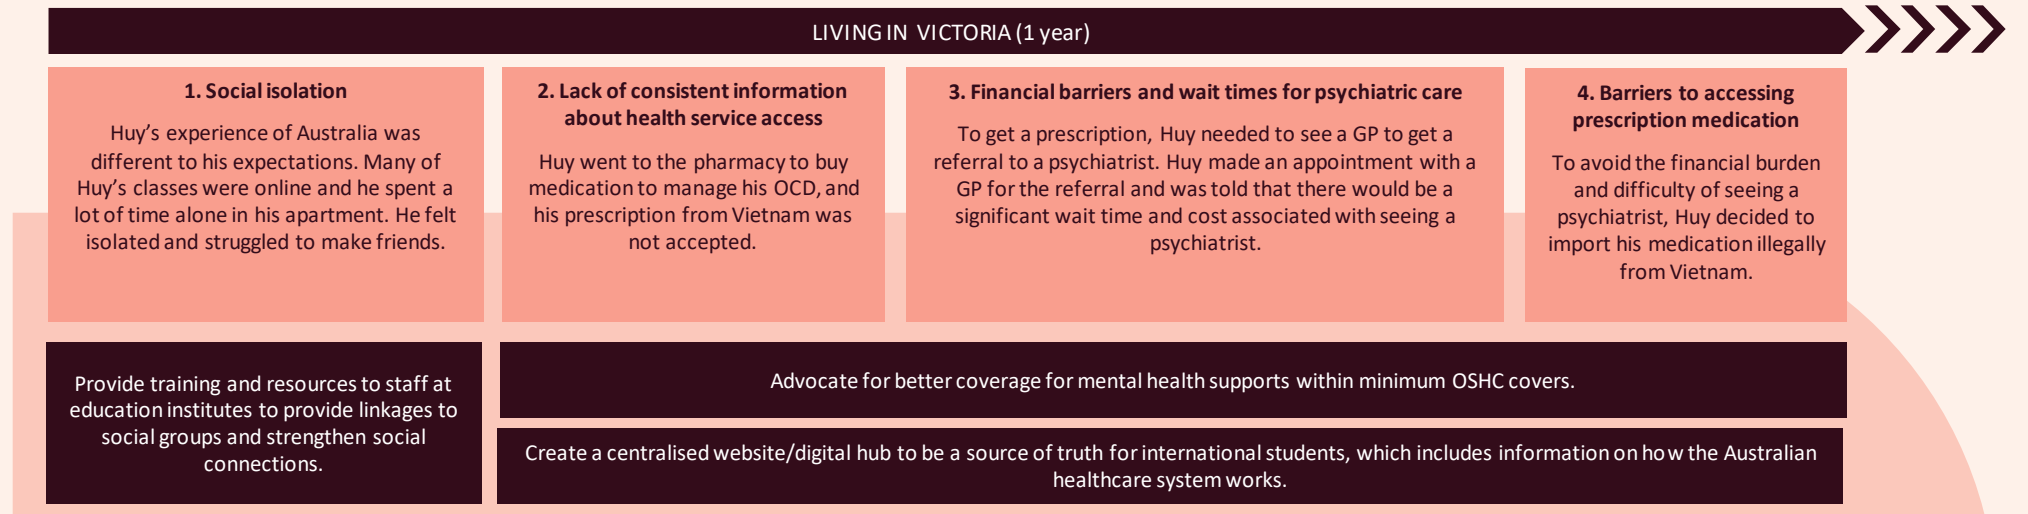 LIVING IN VICTORIA (1 year)
1. Social isolation
Huy's experience of Australia was
different to his expectations. Many of
Huy's classes were online and he spent a
lot of time alone in his apartment. He felt
isolated and struggled to make friends.
2. Lack of consistent information
about health service access
Huy went to the pharmacy to buy
medication to manage his OCD, and
his prescription from Vietnam was
not accepted.
3. Financial barriers and wait times for psychiatric care
To get a prescription, Huy needed to see a GP to get a
referral to a psychiatrist. Huy made an appointment with a
GP for the referral and was told that there would be a
significant wait time and cost associated with seeing a
psychiatrist.
4. Barriers to accessing
prescription medication
To avoid the financial burden
and difficulty of seeing a
psychiatrist, Huy decided to
import his medication illegally
from Vietnam.
Provide training and resources to staff at
education institutes to provide linkages to
social groups and strengthen social
connections.
Advocate for better coverage for mental health supports within minimum OSHC covers.
Create a centralised website/digital hub to be a source of truth for international students, which includes information on how the Australian
healthcare system works.